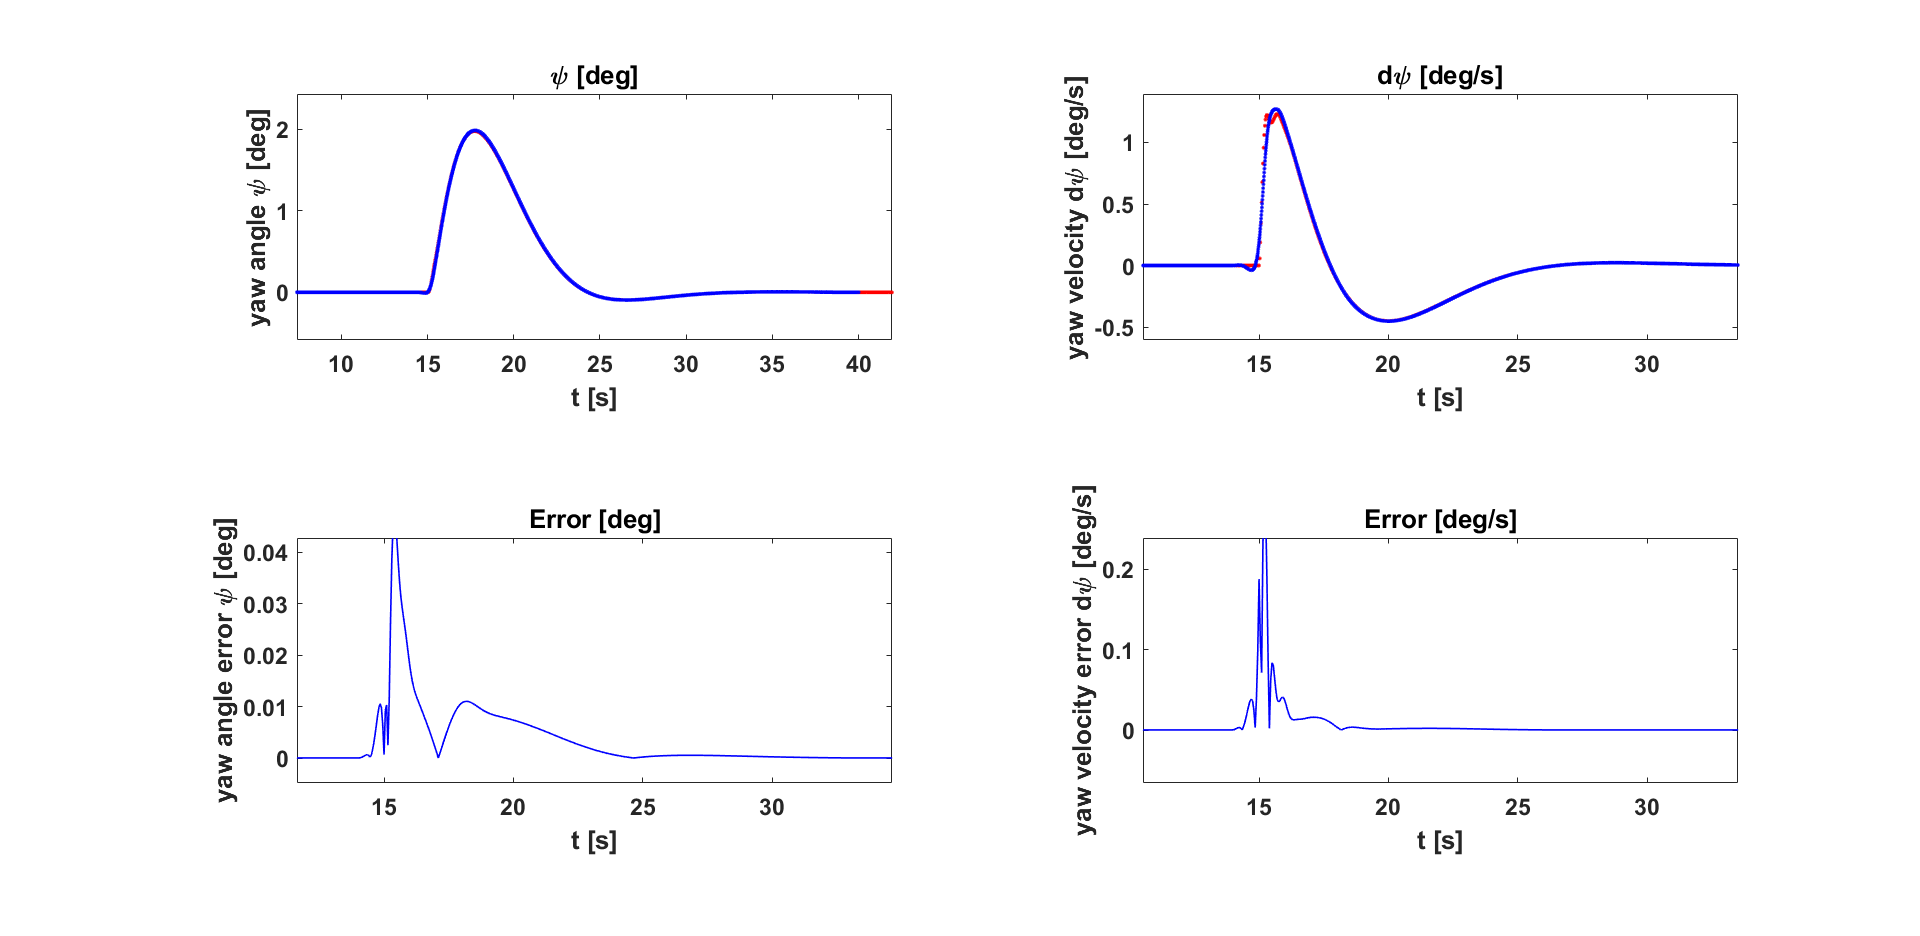 ψ [deg]
yaw angle ψ [deg]
2
1
0
10 15 20 25 30 35 40
t [s]
dψ [deg/s]
yaw velocity dψ [deg/s]
1
0.5
0
-0.5
15 20 25 30
t [s]
Error [deg]
yaw angle error ψ [deg]
0.04
0.03
0.02
0.01
0
15 20 25 30
t [s]
Error [deg/s]
yaw velocity error dψ [deg/s]
0.2
0.1
0
15 20 25 30
t [s]